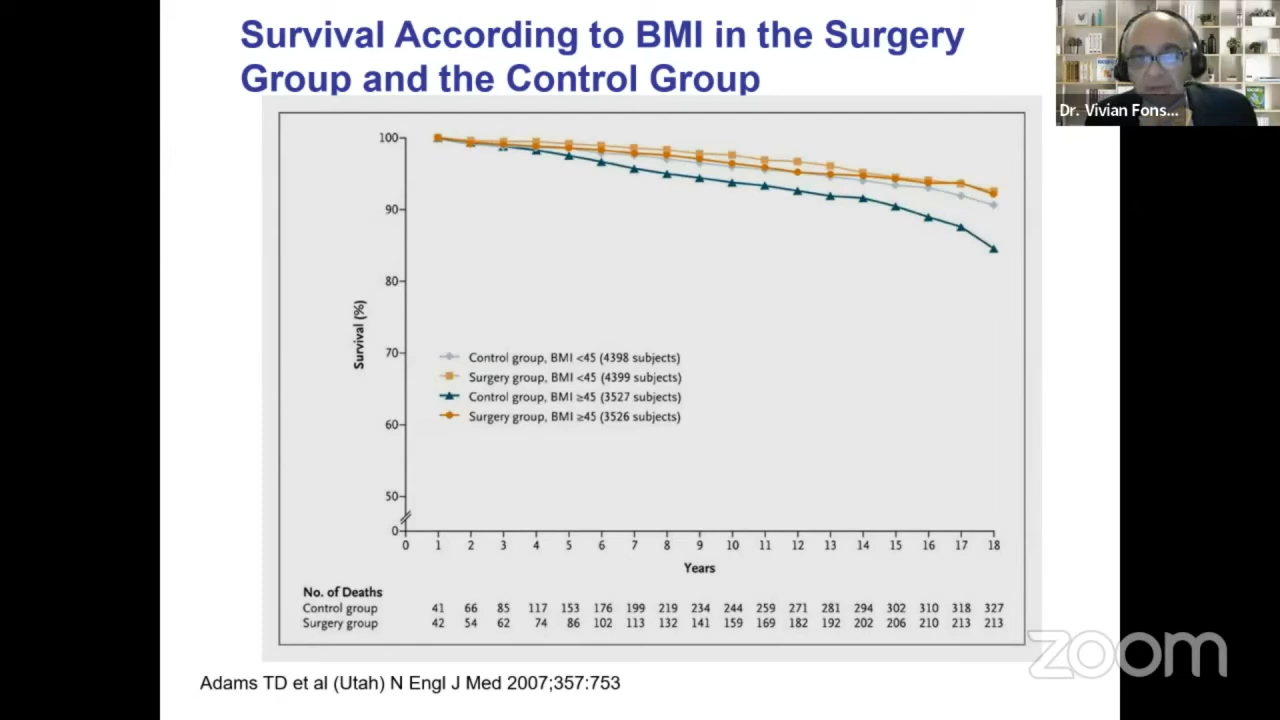 Survival According to BMI in the Surgery
Group and the Control Group
Dr. Vivian Fons...
100
90
80
70
60
50
0
Survival (%)
Control group, BMI <45 (4398 subjects)
Surgery group, BMI <45 (4399 subjects)
Control group, BMI ≥45 (3527 subjects)
Surgery group, BMI ≥45 (3526 subjects)
0 1 2 3 4 5 6 7 8 9 10 11 12 13 14 15 16 17 18
Years
No. of Deaths
Control group 41 66 85 117 153 176 199 219 234 244 259 271 281 294 302 310 318 327
Surgery group 42 54 62 74 86 102 113 132 141 159 169 182 192 202 206 210 213 213
zoom
Adams TD et al (Utah) N Engl J Med 2007;357:753